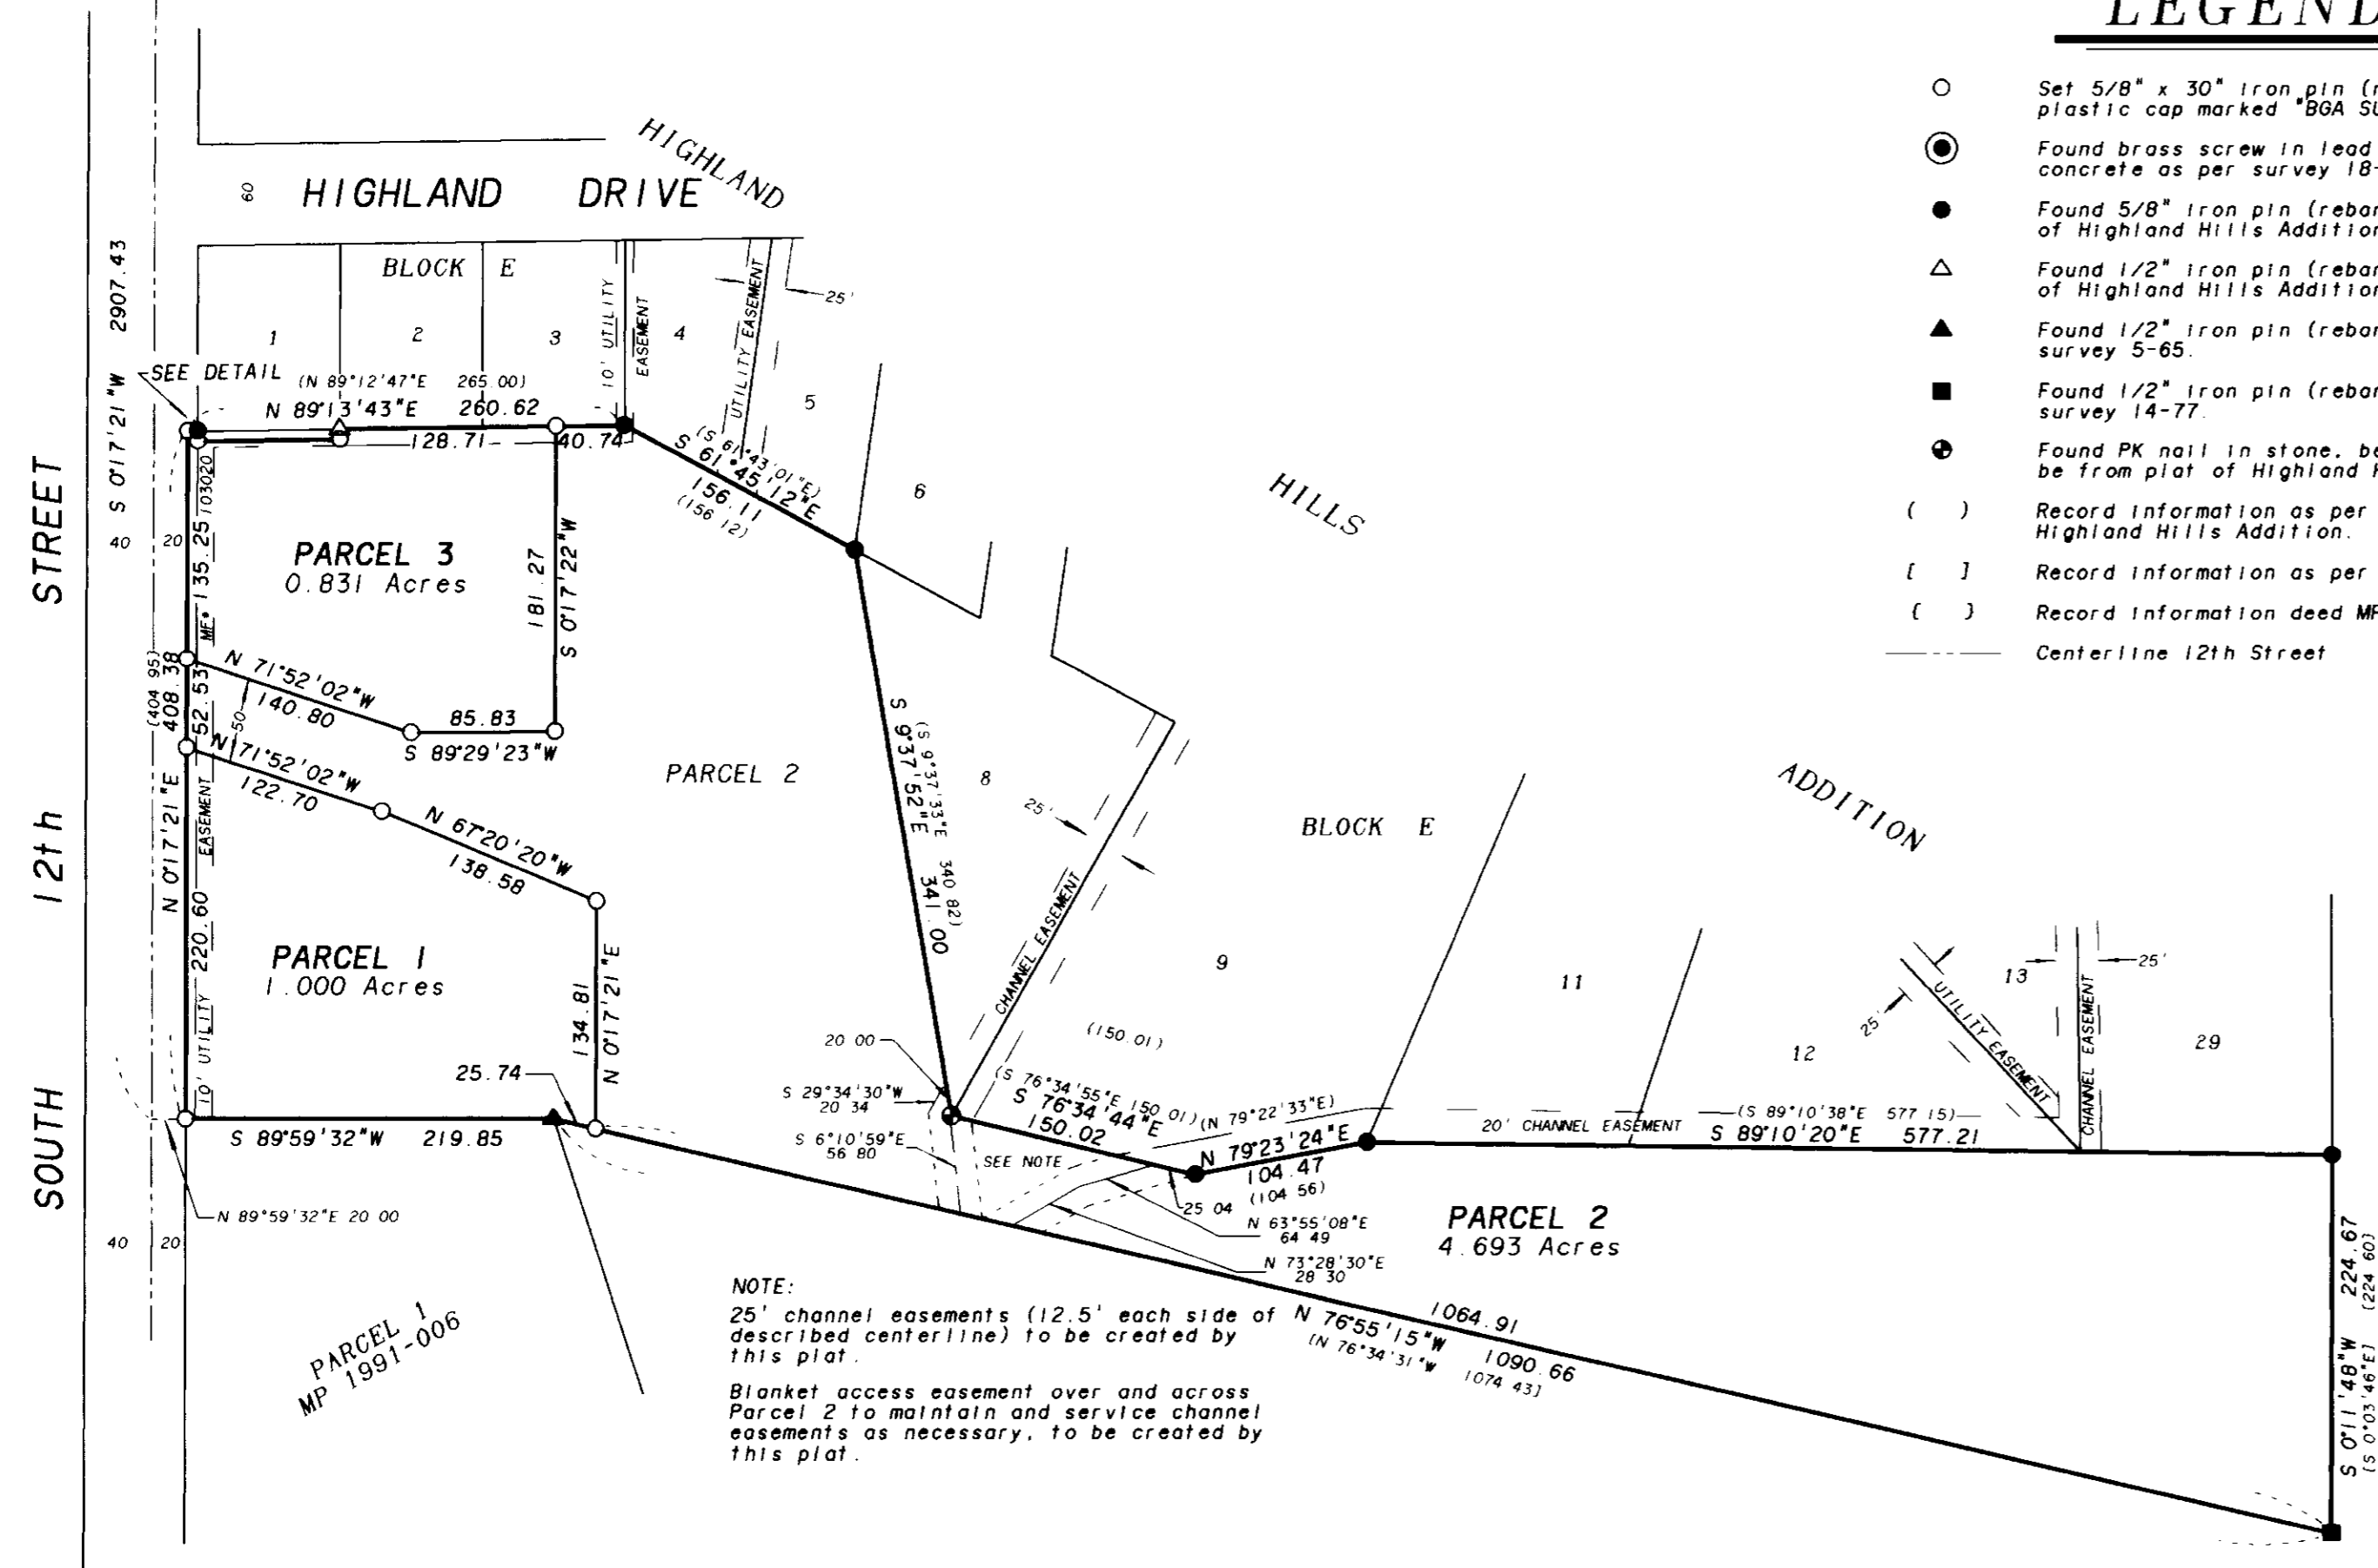 LEGEND
Set 5/8" x 30" iron pin (r
plastic cap marked "BGA SU
Found brass screw in lead
concrete as per survey 18-
Found 5/8" iron pin (rebar
of Highland Hills Addition
Found 1/2" iron pin (rebar
of Highland Hills Addition
Found 1/2" iron pin (rebar
survey 5-65.
Found 1/2" iron pin (rebar
survey 14-77.
Found PK nail in stone, be
be from plat of Highland H
( ) Record information as per
Highland Hills Addition.
[ ] Record information as per
{ } Record information deed MP
Centerline 12th Street
SOUTH 12th STREET
HIGHLAND DRIVE
60
HIGHLAND
HILLS
ADDITION
BLOCK E
1
2
3
4
5
6
10' UTILITY
EASEMENT
UTILITY EASEMENT
25'
S 0°17'21"W 2907.43
SEE DETAIL
(N 89°12'47"E 265.00)
N 89°13'43"E 260.62
128.71
40.74
(S 61°43'01"E)
S 61°45'12"E
156.11
(156 12)
40
20
135.25
PARCEL 3
0.831 Acres
181.27
S 0°17'22"W
(404 95)
408.38
52.53
N 71°52'02"W
140.80
50
85.83
S 89°29'23"W
N 71°52'02"W
122.70
N 67°20'20"W
138.58
N 0°17'21"E
EASEMENT
220.60
10' UTILITY
PARCEL 2
S 9°37'52"E 341.00
(S 9°37'33"E 340 82)
8
25'
CHANNEL EASEMENT
BLOCK E
9
11
12
13
29
PARCEL 1
1.000 Acres
134.81
N 0°17'21"E
25.74
S 89°59'32"W 219.85
N 89°59'32"E 20 00
40
20
20 00
S 29°34'30"W
20 34
S 6°10'59"E
56 80
SEE NOTE
(150.01)
(S 76°34'55"E 150 01)
S 76°34'44"E
150.02
(N 79°22'33"E)
N 79°23'24"E
104.47
(104 56)
25 04
N 63°55'08"E
64 49
N 73°28'30"E
28 30
20' CHANNEL EASEMENT
(S 89°10'38"E 577 15)
S 89°10'20"E 577.21
25'
UTILITY EASEMENT
CHANNEL EASEMENT
25'
PARCEL 2
4.693 Acres
S 0°11'48"W 224.67
[S 0°03'46"E] [224 60]
1064.91
N 76°55'15"W 1090.66
[N 76°34'31"W 1074 43]
PARCEL 1
MP 1991-006
NOTE:
25' channel easements (12.5' each side of
described centerline) to be created by
this plat.
Blanket access easement over and across
Parcel 2 to maintain and service channel
easements as necessary, to be created by
this plat.